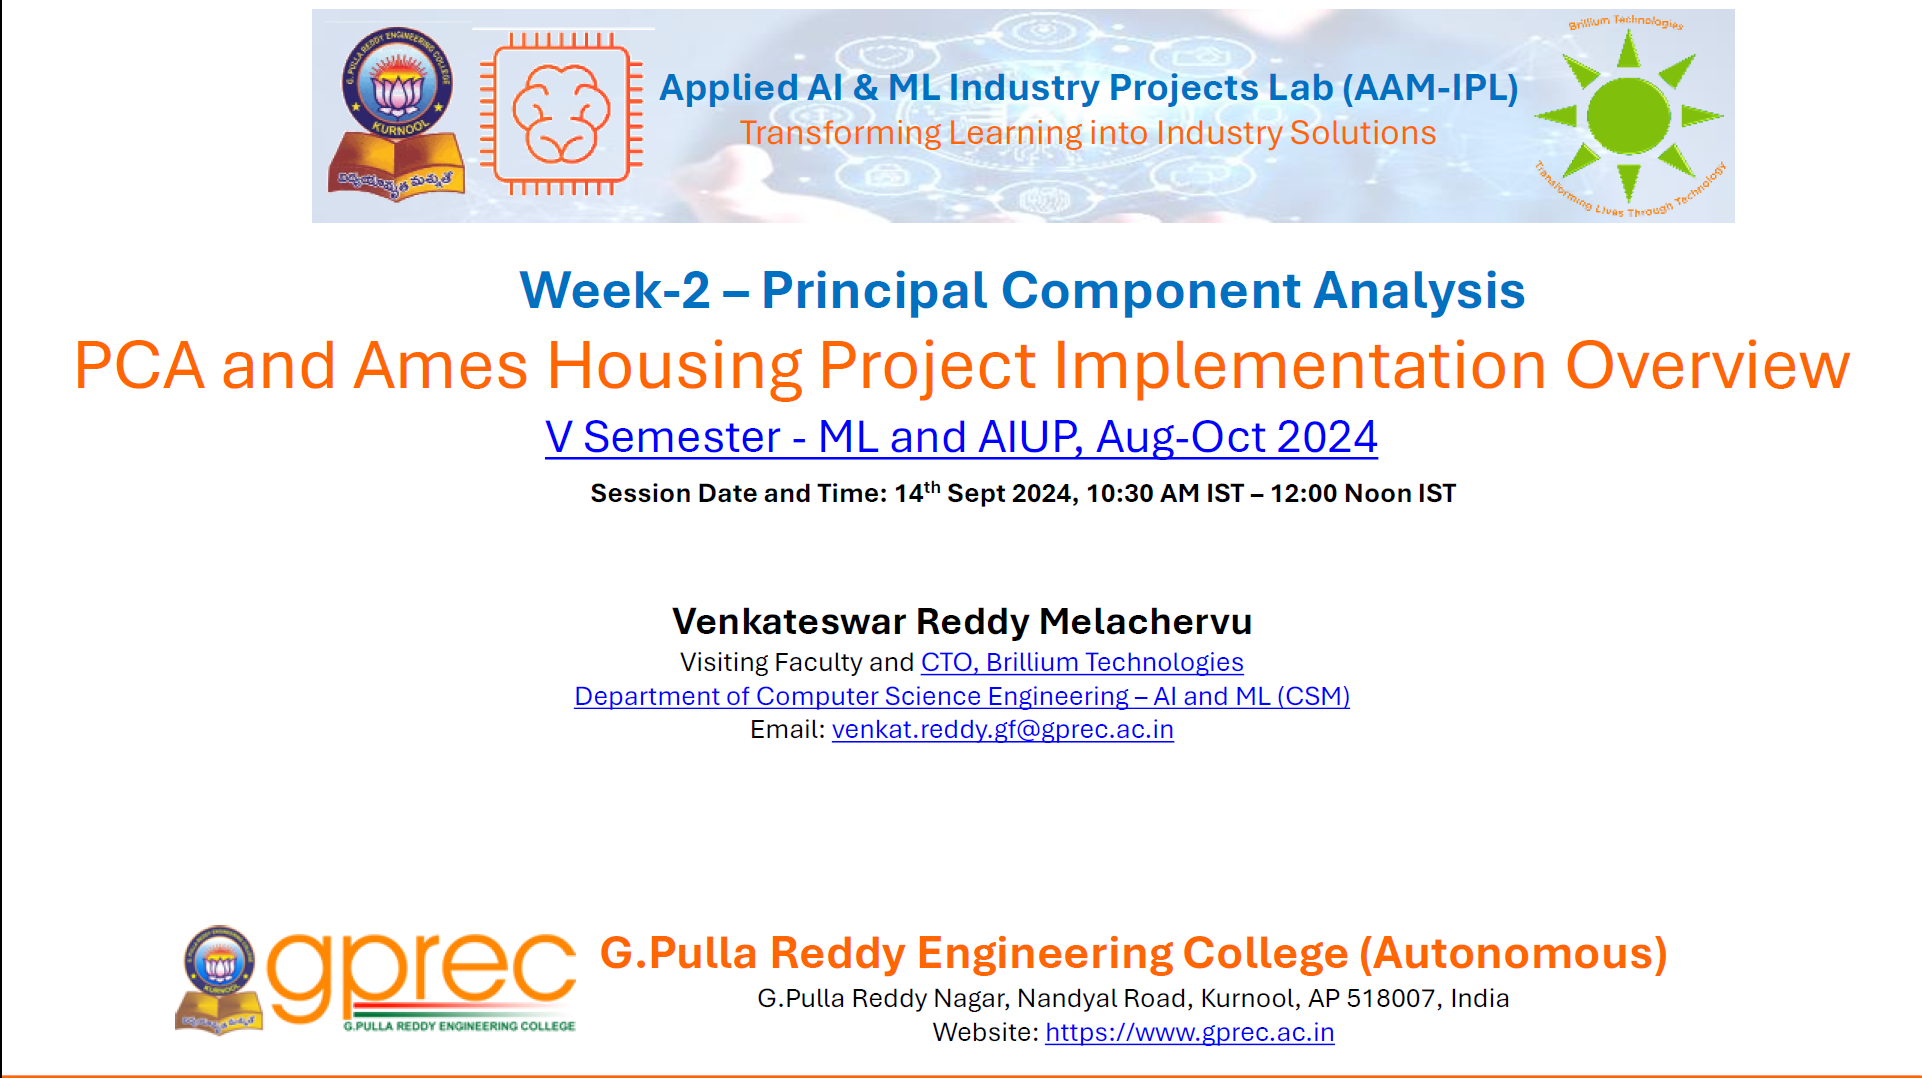 G. PULLA REDDY ENGINEERING COLLEGE
KURNOOL
Applied AI & ML Industry Projects Lab (AAM-IPL)
Transforming Learning into Industry Solutions
Brillium Technologies
Transforming Lives Through Technology
Week-2 – Principal Component Analysis
PCA and Ames Housing Project Implementation Overview
V Semester - ML and AIUP, Aug-Oct 2024
Session Date and Time: 14th Sept 2024, 10:30 AM IST – 12:00 Noon IST
Venkateswar Reddy Melachervu
Visiting Faculty and CTO, Brillium Technologies
Department of Computer Science Engineering – AI and ML (CSM)
Email: venkat.reddy.gf@gprec.ac.in
KURNOOL
gprec
G.PULLA REDDY ENGINEERING COLLEGE
G.Pulla Reddy Engineering College (Autonomous)
G.Pulla Reddy Nagar, Nandyal Road, Kurnool, AP 518007, India
Website: https://www.gprec.ac.in